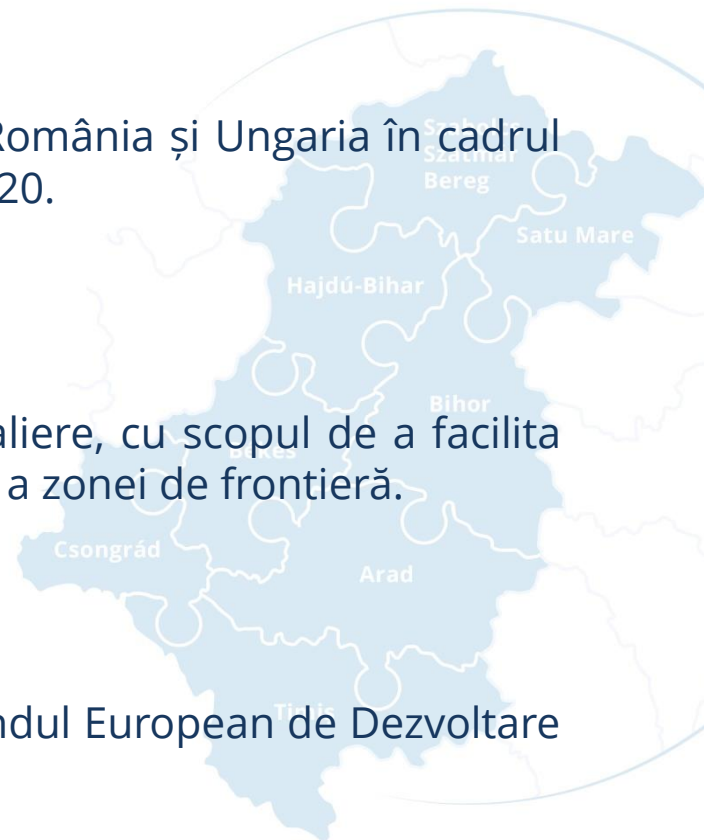 România și Ungaria în cadrul
20.
Szabolcs
Szatmár
Bereg
Satu Mare
Hajdú-Bihar
Bihor
aliere, cu scopul de a facilita
Békés
a zonei de frontieră.
Csongrád
Arad
Timiș
ndul European de Dezvoltare